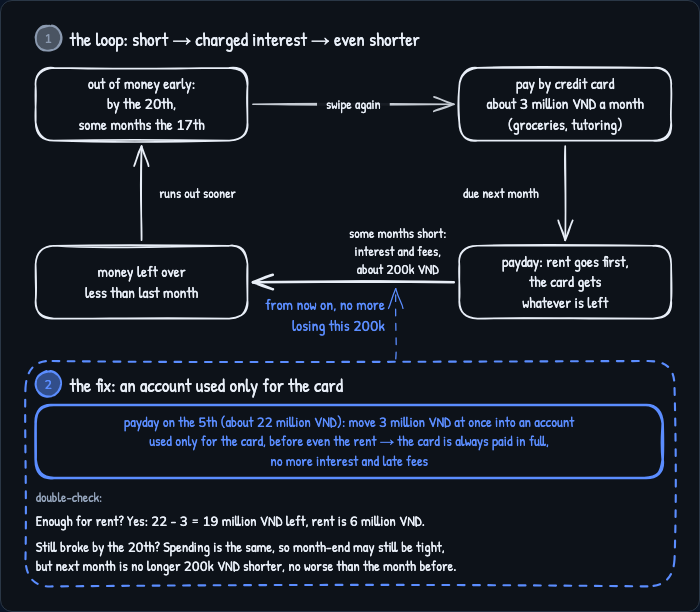 1 the loop: short → charged interest → even shorter
out of money early:
by the 20th,
some months the 17th
swipe again
pay by credit card
about 3 million VND a month
(groceries, tutoring)
runs out sooner
due next month
some months short:
interest and fees,
about 200k VND
money left over
less than last month
payday: rent goes first,
the card gets
whatever is left
from now on, no more
losing this 200k
2 the fix: an account used only for the card
payday on the 5th (about 22 million VND): move 3 million VND at once into an account
used only for the card, before even the rent → the card is always paid in full,
no more interest and late fees
double-check:
Enough for rent? Yes: 22 - 3 = 19 million VND left, rent is 6 million VND.
Still broke by the 20th? Spending is the same, so month-end may still be tight,
but next month is no longer 200k VND shorter, no worse than the month before.